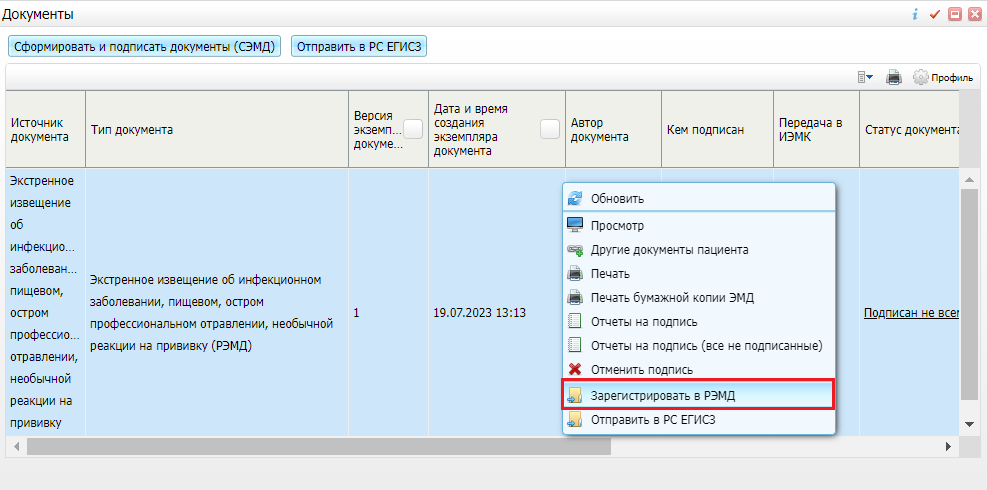 Документы
Сформировать и подписать документы (СЭМД)
Отправить в РС ЕГИСЗ
Профиль
Источник
документа
Тип документа
Версия
экземп...
докуме...
Дата и время
создания
экземпляра
документа
Автор
документа
Кем подписан
Передача в
ИЭМК
Статус документа
Экстренное
извещение
об
инфекцио...
заболеван...
пищевом,
остром
профессио...
отравлении,
необычной
реакции на
прививку
Экстренное извещение об инфекционном
заболевании, пищевом, остром
профессиональном отравлении, необычной
реакции на прививку (РЭМД)
1
19.07.2023 13:13
Подписан не всем
Обновить
Просмотр
Другие документы пациента
Печать
Печать бумажной копии ЭМД
Отчеты на подпись
Отчеты на подпись (все не подписанные)
Отменить подпись
Зарегистрировать в РЭМД
Отправить в РС ЕГИСЗ